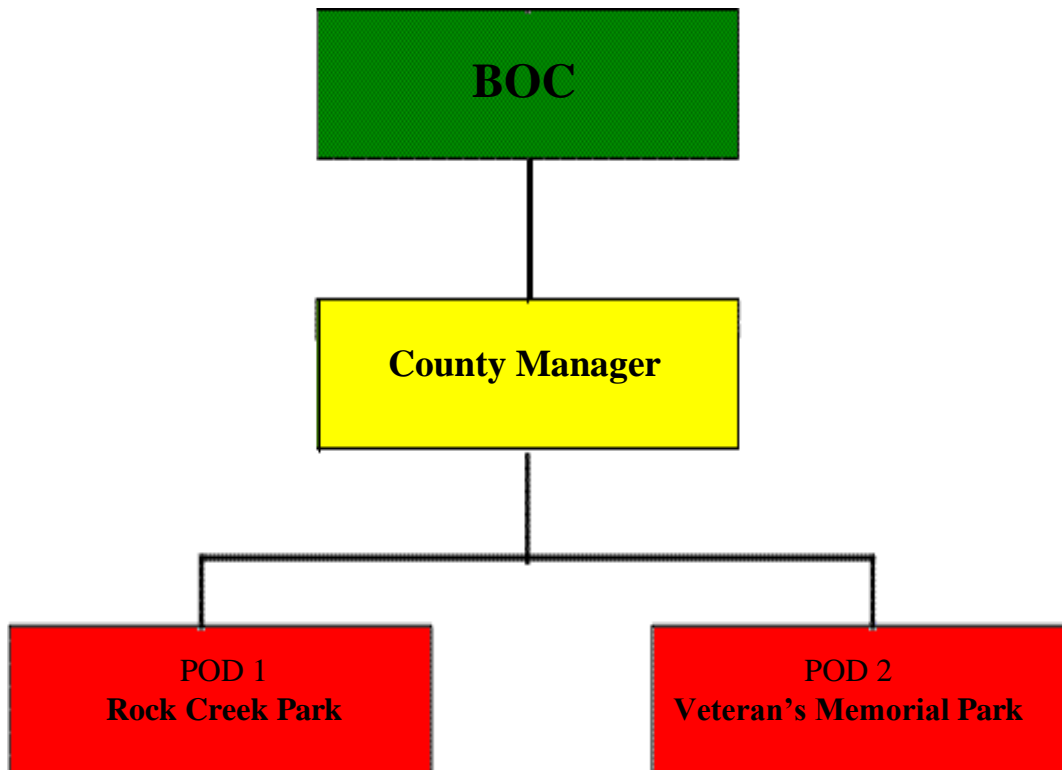 BOC
County Manager
POD 1
Rock Creek Park
POD 2
Veteran’s Memorial Park